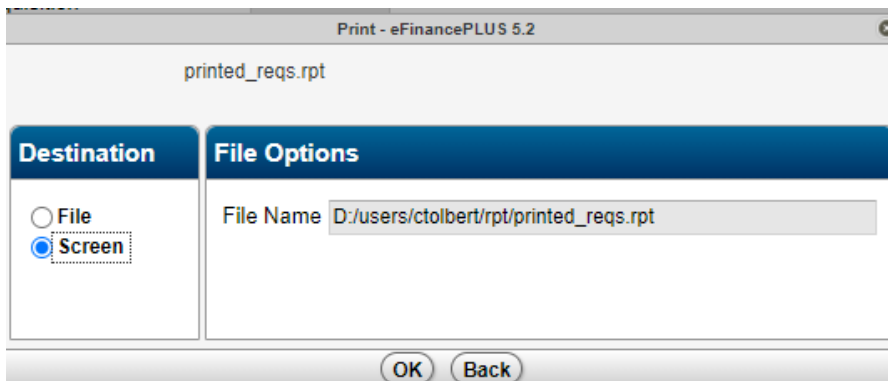 Print - eFinancePLUS 5.2
printed_reqs.rpt
Destination
File Options
File
File Name D:/users/ctolbert/rpt/printed_reqs.rpt
Screen
OK Back